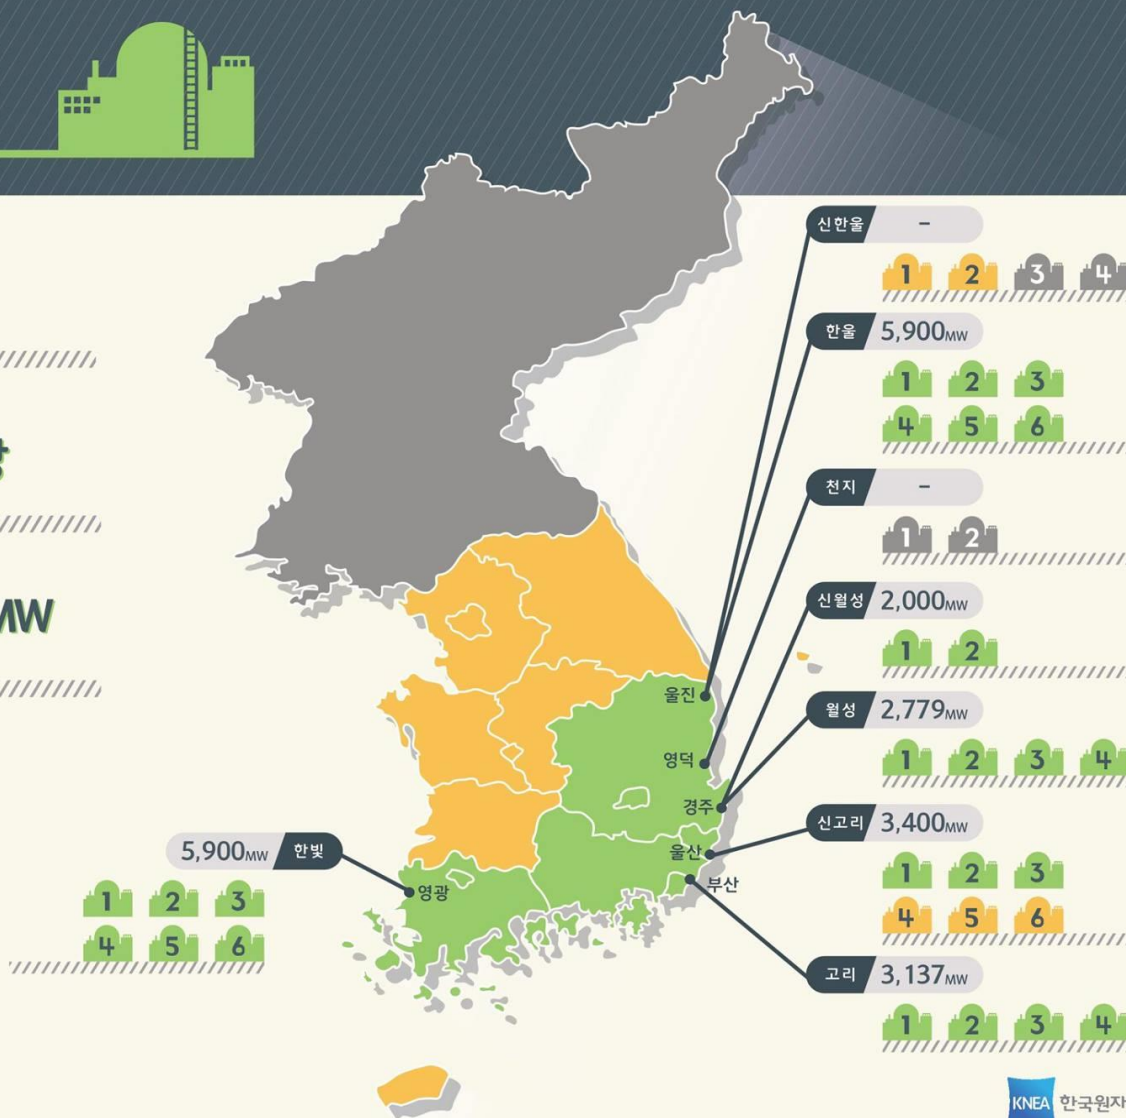 신한울 -
1 2 3 4
한울 5,900MW
1 2 3
4 5 6
천지 -
1 2
신월성 2,000MW
1 2
월성 2,779MW
1 2 3 4
신고리 3,400MW
1 2 3
4 5 6
고리 3,137MW
1 2 3 4
울진
영덕
경주
울산
부산
영광
5,900MW 한빛
1 2 3
4 5 6
MW
KNEA 한국원자